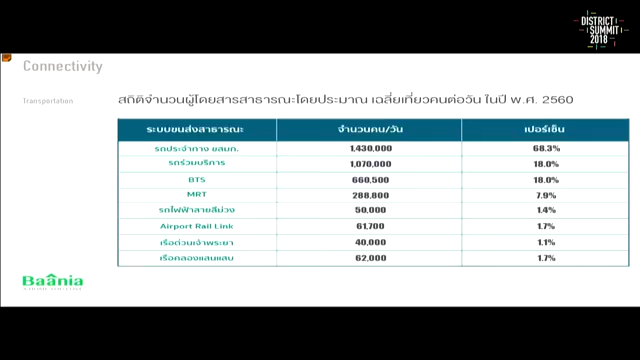 DISTRICT
SUMMIT
2018
Connectivity
Transportation
สถิติจำนวนผู้โดยสารสาธารณะโดยประมาณ เฉลี่ยเที่ยวคนต่อวัน ในปี พ.ศ. 2560
ระบบขนส่งสาธารณะ จำนวนคน/วัน เปอร์เซ็น
รถประจำทาง ขสมก. 1,430,000 68.3%
รถร่วมบริการ 1,070,000 18.0%
BTS 660,500 18.0%
MRT 288,800 7.9%
รถไฟฟ้าสายสีม่วง 50,000 1.4%
Airport Rail Link 61,700 1.7%
เรือด่วนเจ้าพระยา 40,000 1.1%
เรือคลองแสนแสบ 62,000 1.7%
Baania